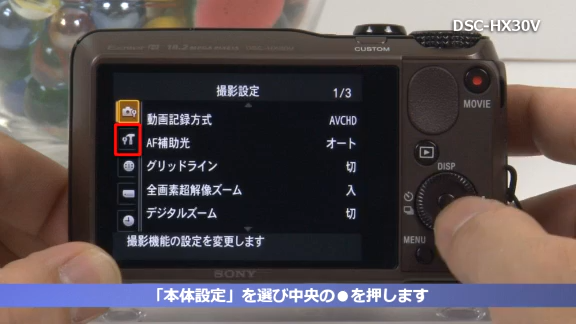 DSC-HX30V
CUSTOM
撮影設定 1/3
動画記録方式 AVCHD
AF補助光 オート
グリッドライン 切
全画素超解像ズーム 入
デジタルズーム 切
撮影機能の設定を変更します
MOVIE
DISP
MENU
SONY
「本体設定」を選び中央の●を押します